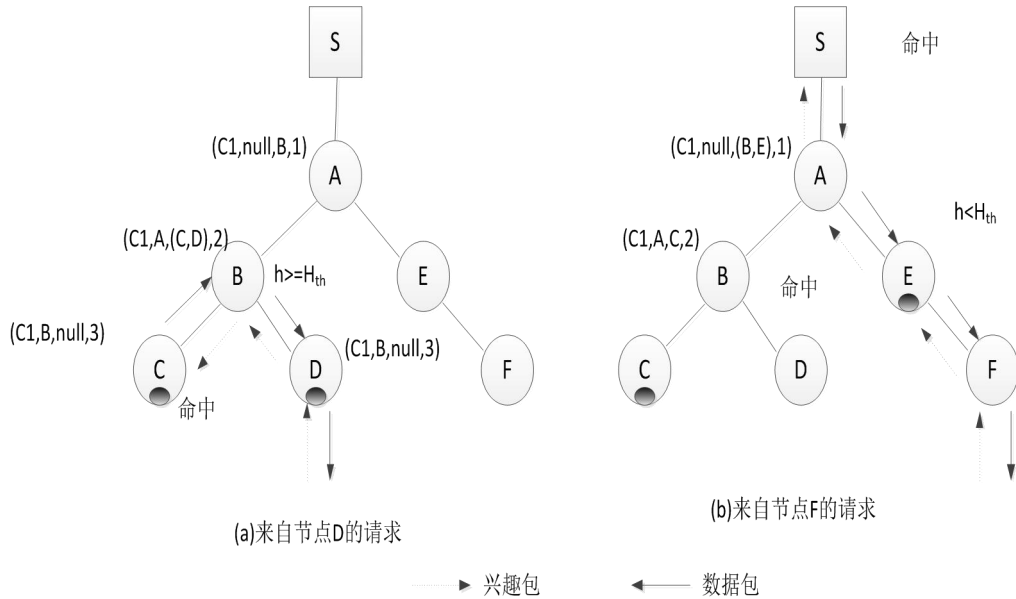 S
(C1,null,B,1)
A
(C1,A,(C,D),2)
B
h>=Hth
E
(C1,B,null,3)
C
命中
D
(C1,B,null,3)
F
(a)来自节点D的请求
S
命中
(C1,null,(B,E),1)
A
h<Hth
(C1,A,C,2)
B
命中
E
C
D
F
(b)来自节点F的请求
兴趣包
数据包